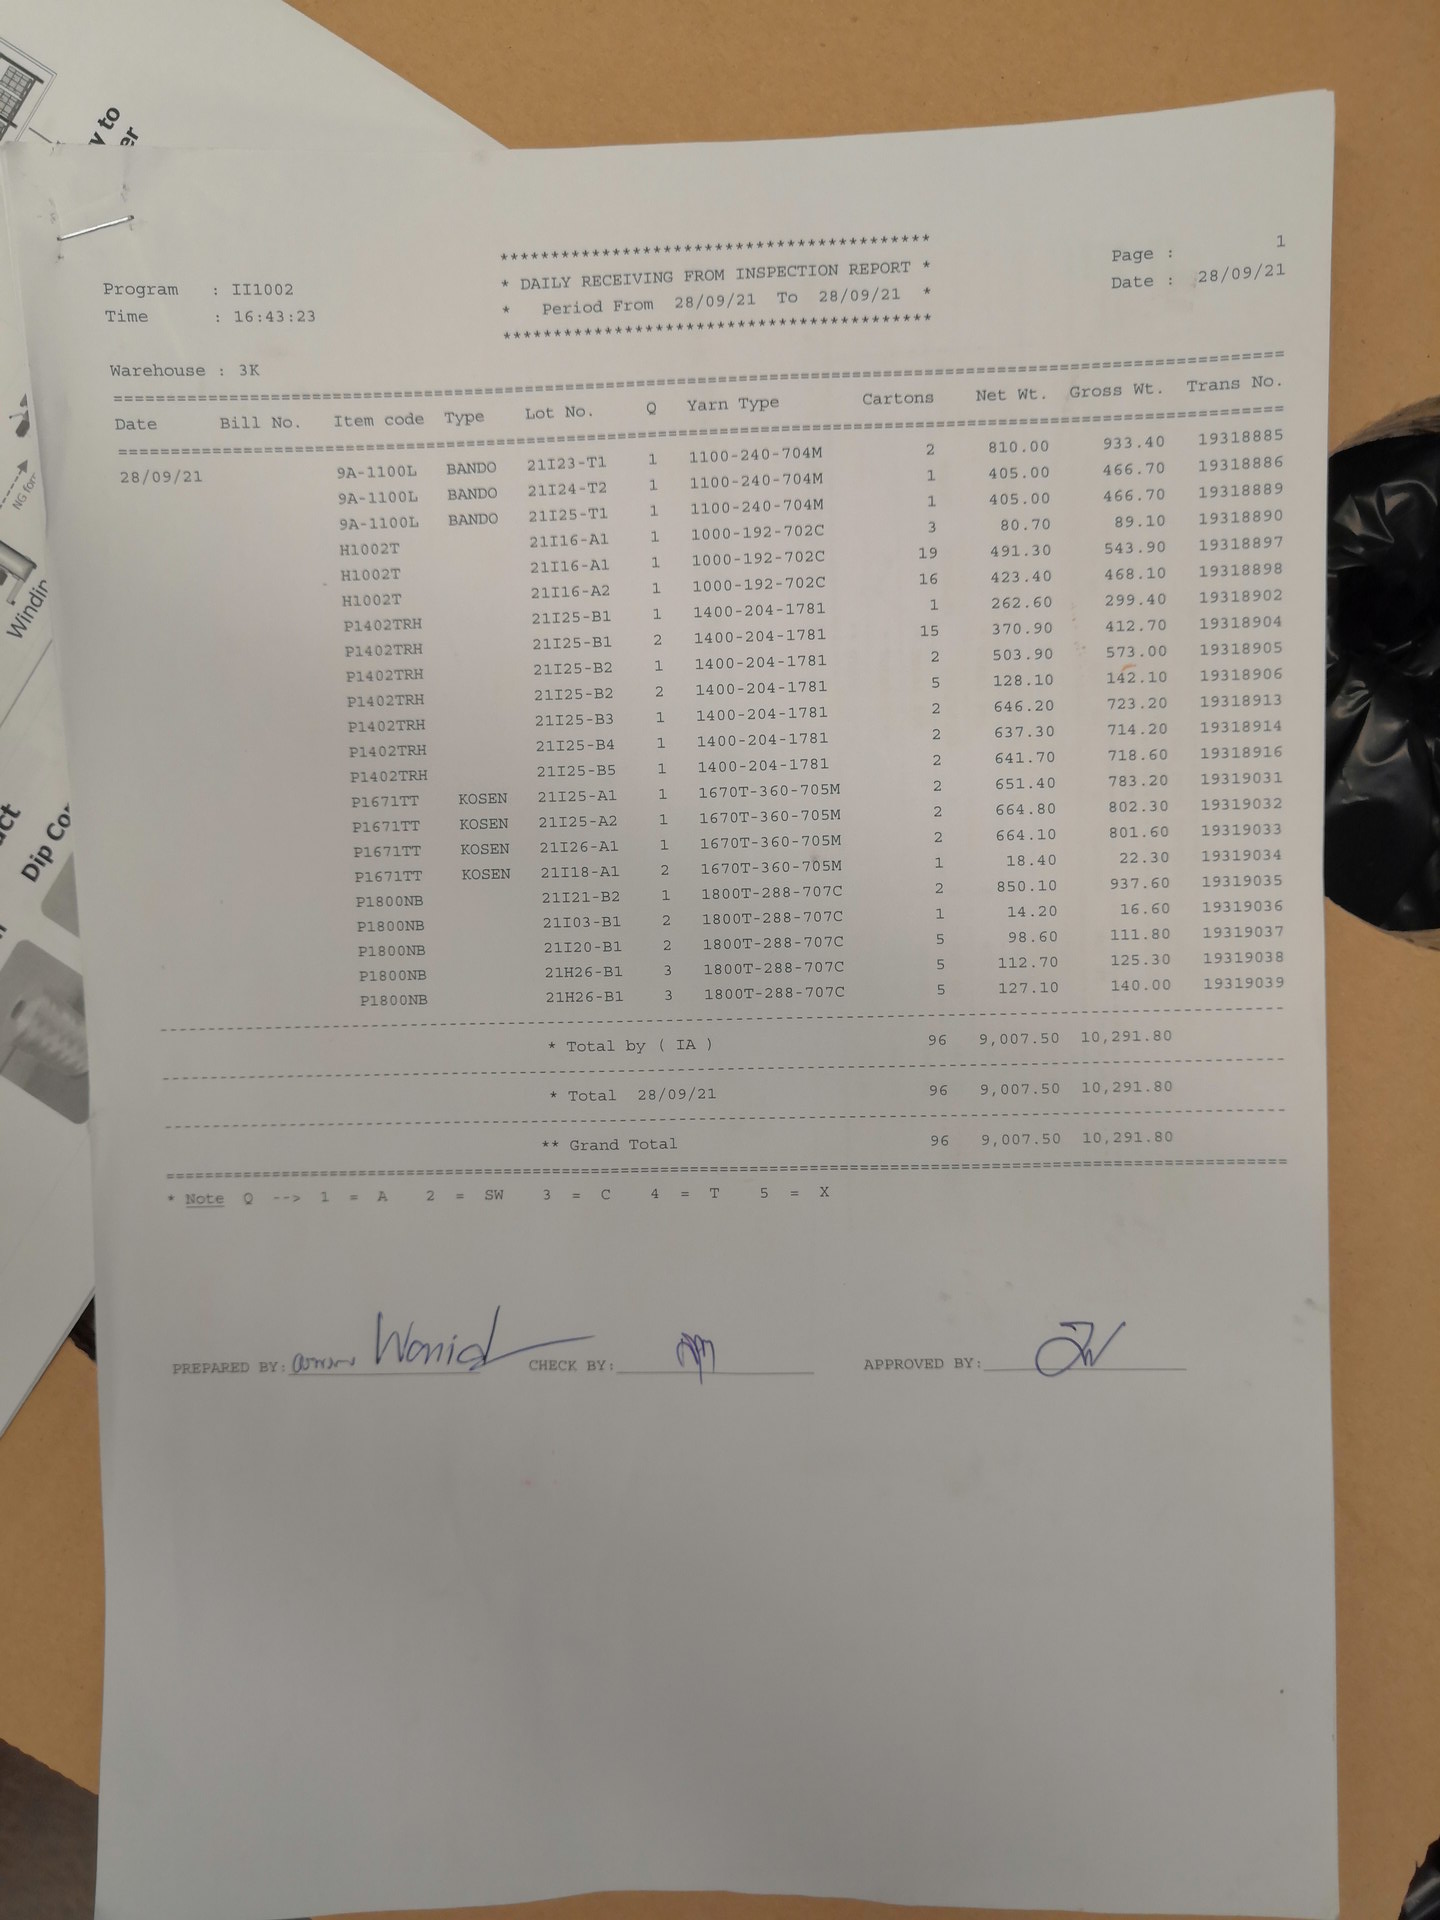 y to
er
NG for
Windin
ct
Dip Co
Page : 1
Date : 28/09/21
******************************************
* DAILY RECEIVING FROM INSPECTION REPORT *
* Period From 28/09/21 To 28/09/21 *
******************************************
Program : II1002
Time : 16:43:23
Warehouse : 3K
Date Bill No. Item code Type Lot No. Q Yarn Type Cartons Net Wt. Gross Wt. Trans No.
28/09/21 9A-1100L BANDO 21I23-T1 1 1100-240-704M 2 810.00 933.40 19318885
9A-1100L BANDO 21I24-T2 1 1100-240-704M 1 405.00 466.70 19318886
9A-1100L BANDO 21I25-T1 1 1100-240-704M 1 405.00 466.70 19318889
H1002T 21I16-A1 1 1000-192-702C 3 80.70 89.10 19318890
H1002T 21I16-A1 1 1000-192-702C 19 491.30 543.90 19318897
H1002T 21I16-A2 1 1000-192-702C 16 423.40 468.10 19318898
P1402TRH 21I25-B1 1 1400-204-1781 1 262.60 299.40 19318902
P1402TRH 21I25-B1 2 1400-204-1781 15 370.90 412.70 19318904
P1402TRH 21I25-B2 1 1400-204-1781 2 503.90 573.00 19318905
P1402TRH 21I25-B2 2 1400-204-1781 5 128.10 142.10 19318906
P1402TRH 21I25-B3 1 1400-204-1781 2 646.20 723.20 19318913
P1402TRH 21I25-B4 1 1400-204-1781 2 637.30 714.20 19318914
P1402TRH 21I25-B5 1 1400-204-1781 2 641.70 718.60 19318916
P1671TT KOSEN 21I25-A1 1 1670T-360-705M 2 651.40 783.20 19319031
P1671TT KOSEN 21I25-A2 1 1670T-360-705M 2 664.80 802.30 19319032
P1671TT KOSEN 21I26-A1 1 1670T-360-705M 2 664.10 801.60 19319033
P1671TT KOSEN 21I18-A1 2 1670T-360-705M 1 18.40 22.30 19319034
P1800NB 21I21-B2 1 1800T-288-707C 2 850.10 937.60 19319035
P1800NB 21I03-B1 2 1800T-288-707C 1 14.20 16.60 19319036
P1800NB 21I20-B1 2 1800T-288-707C 5 98.60 111.80 19319037
P1800NB 21H26-B1 3 1800T-288-707C 5 112.70 125.30 19319038
P1800NB 21H26-B1 3 1800T-288-707C 5 127.10 140.00 19319039
* Total by ( IA ) 96 9,007.50 10,291.80
* Total 28/09/21 96 9,007.50 10,291.80
** Grand Total 96 9,007.50 10,291.80
* Note Q --> 1 = A 2 = SW 3 = C 4 = T 5 = X
PREPARED BY: CHECK BY: APPROVED BY: